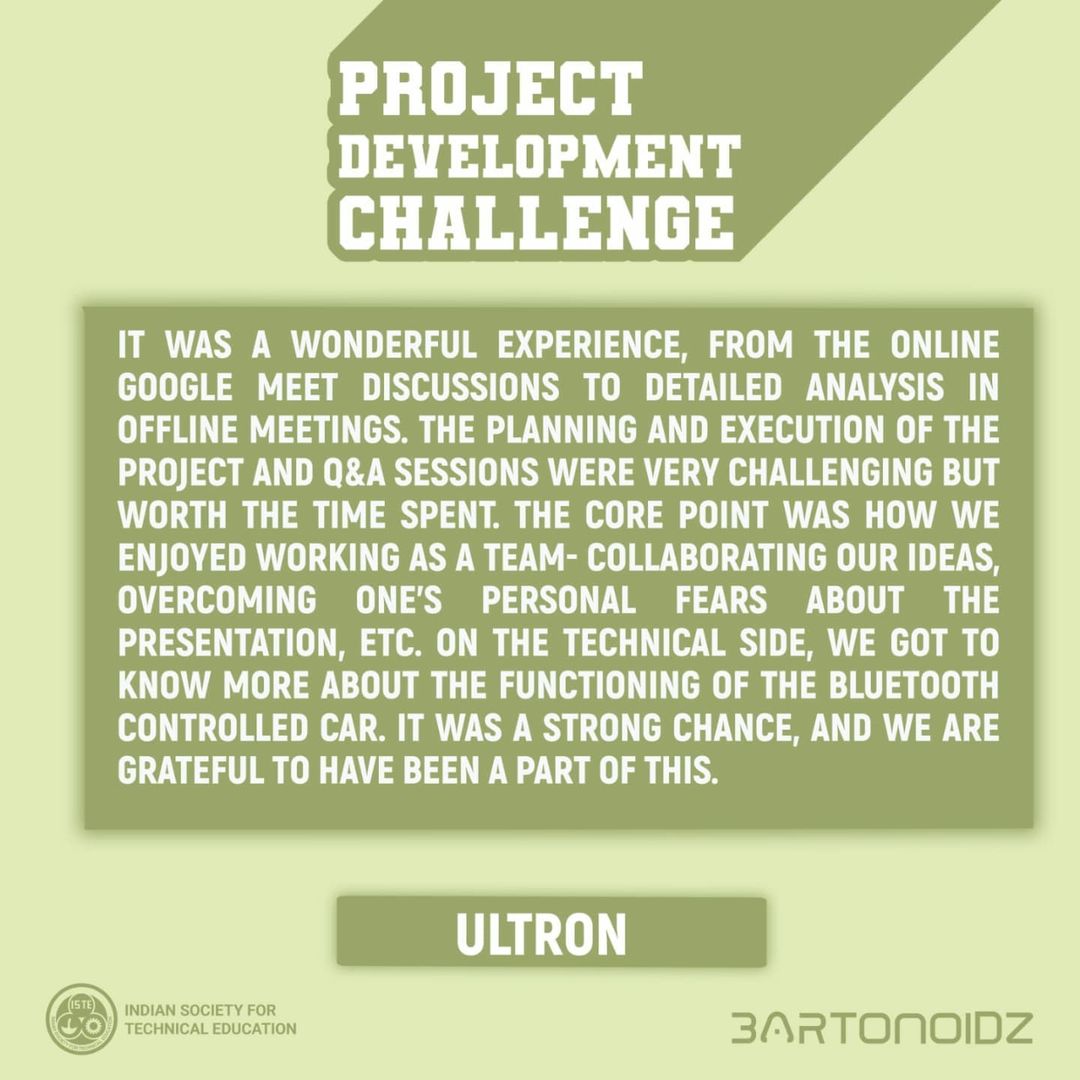 PROJECT
DEVELOPMENT
CHALLENGE
IT WAS A WONDERFUL EXPERIENCE, FROM THE ONLINE
GOOGLE MEET DISCUSSIONS TO DETAILED ANALYSIS IN
OFFLINE MEETINGS. THE PLANNING AND EXECUTION OF THE
PROJECT AND Q&A SESSIONS WERE VERY CHALLENGING BUT
WORTH THE TIME SPENT. THE CORE POINT WAS HOW WE
ENJOYED WORKING AS A TEAM- COLLABORATING OUR IDEAS,
OVERCOMING ONE'S PERSONAL FEARS ABOUT THE
PRESENTATION, ETC. ON THE TECHNICAL SIDE, WE GOT TO
KNOW MORE ABOUT THE FUNCTIONING OF THE BLUETOOTH
CONTROLLED CAR. IT WAS A STRONG CHANCE, AND WE ARE
GRATEFUL TO HAVE BEEN A PART OF THIS.
ULTRON
ISTE
INDIAN SOCIETY FOR
TECHNICAL EDUCATION
BARTONOIDZ